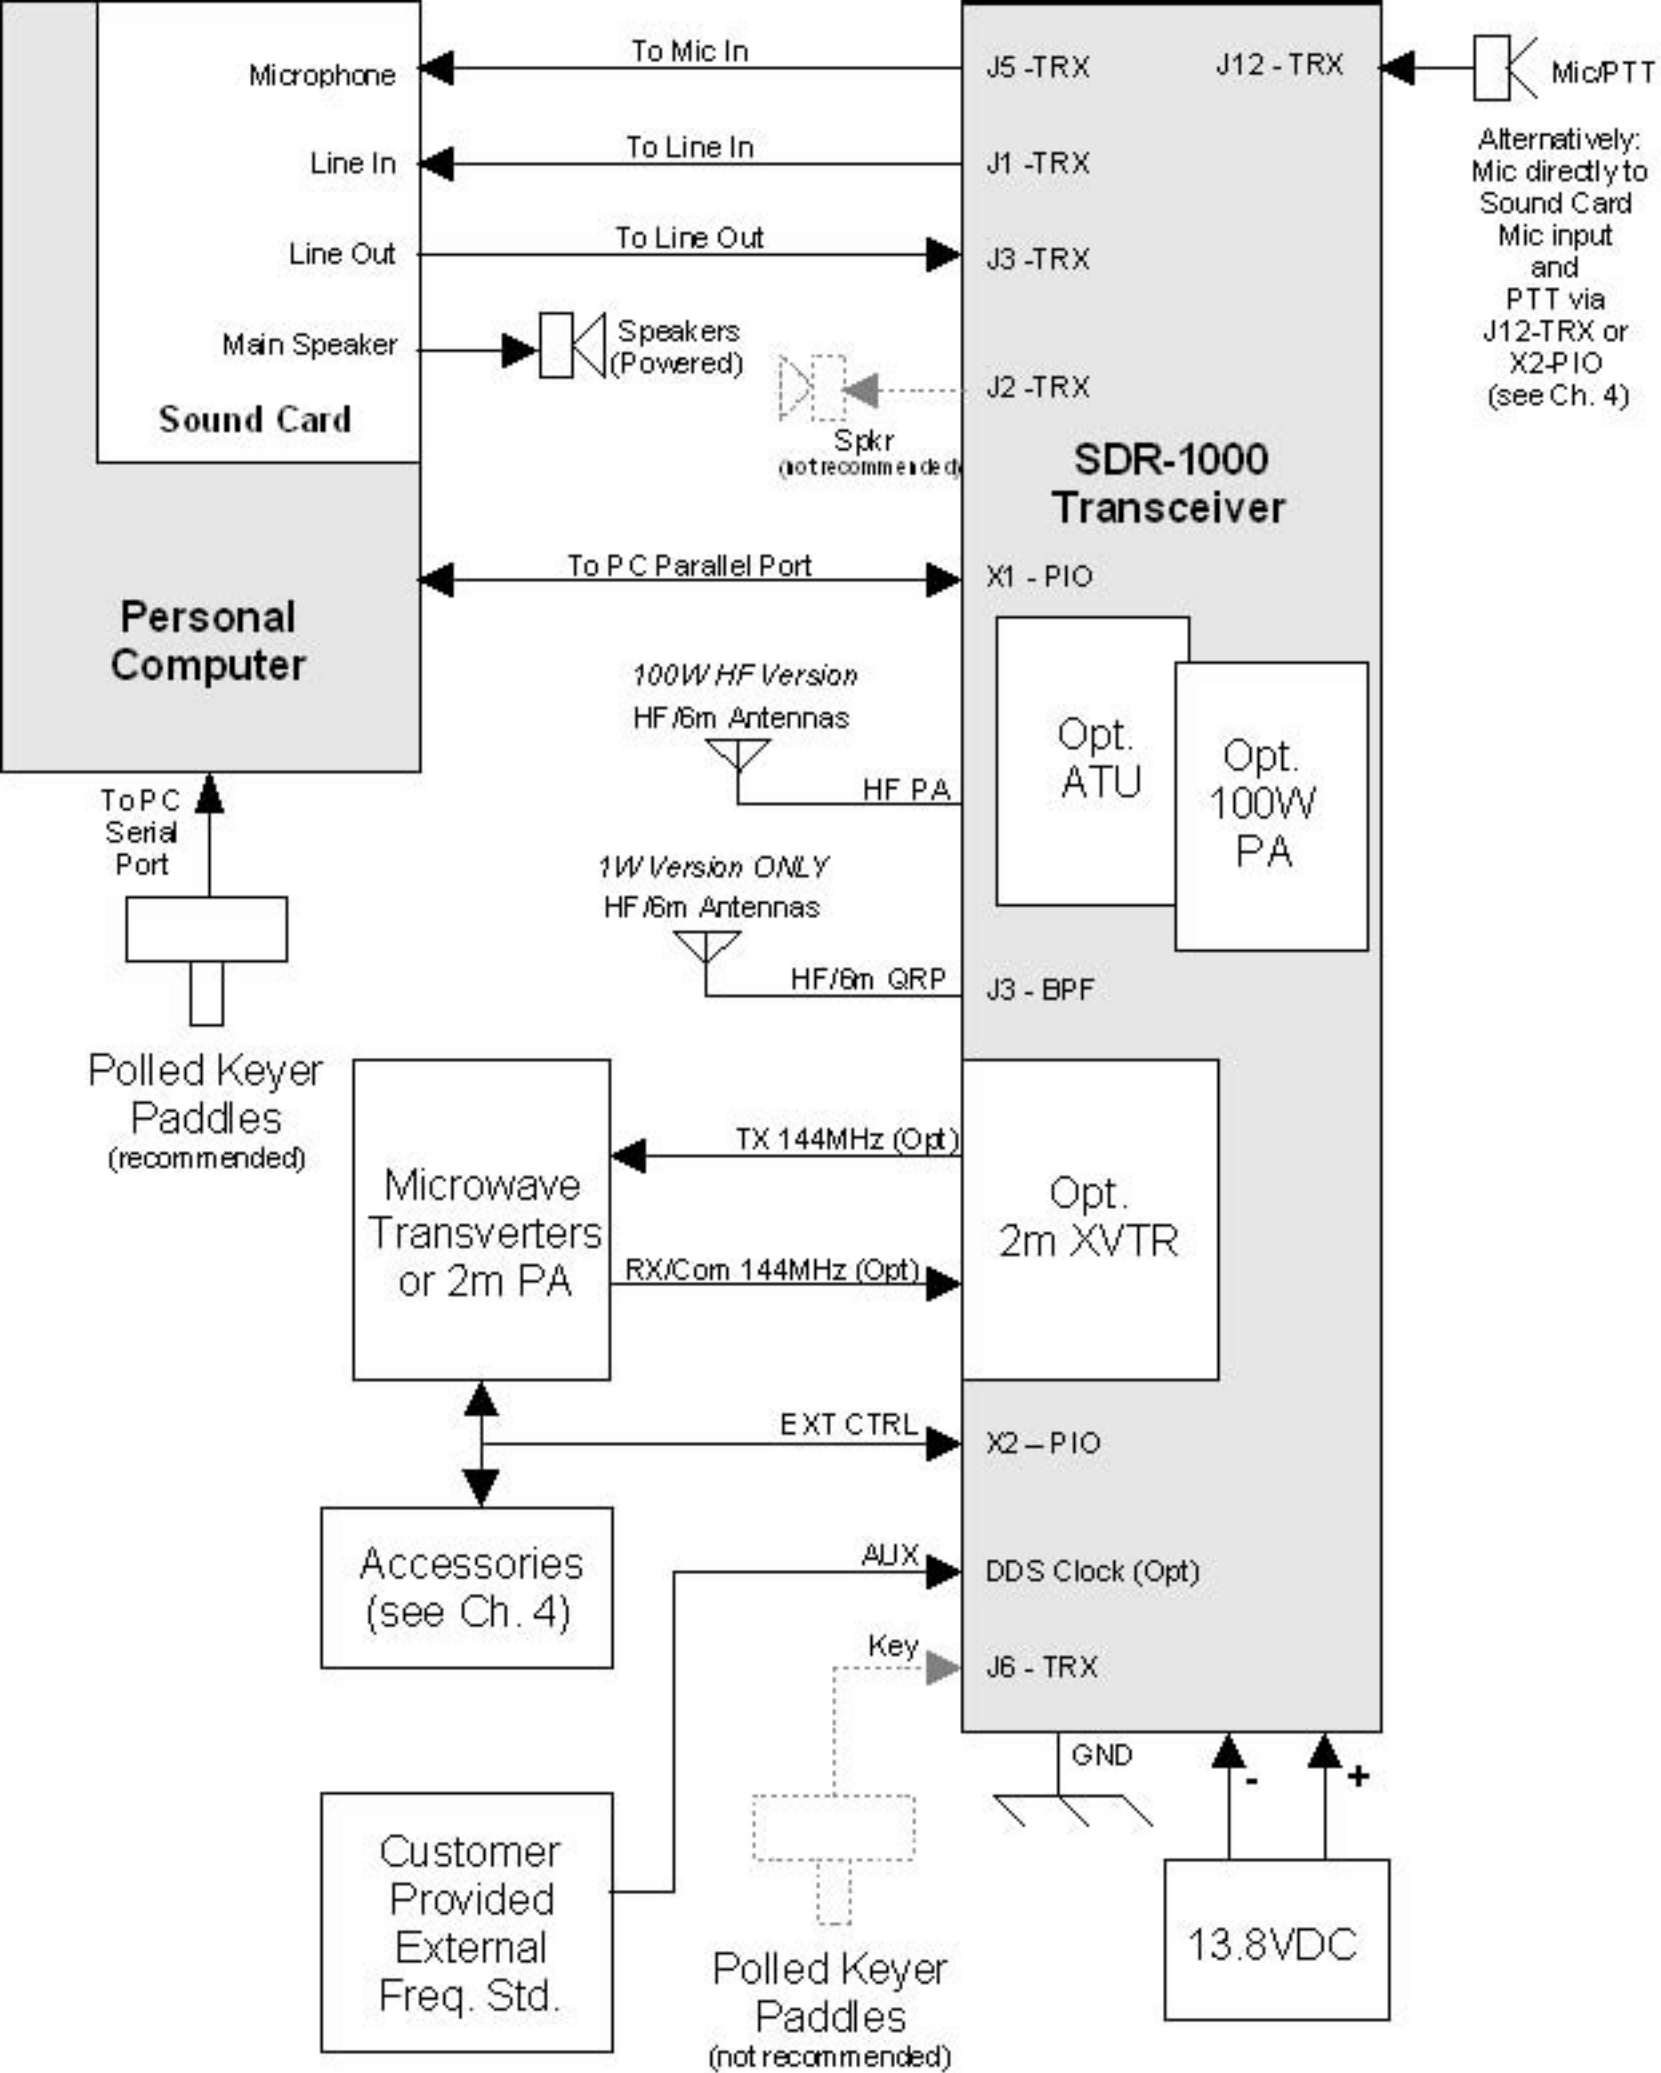 Microphone
To Mic In
J5 -TRX
J12 - TRX
Mic/PTT
Line In
To Line In
J1 -TRX
Alternatively:
Mic directly to
Sound Card
Mic input
and
PTT via
J12-TRX or
X2-PIO
(see Ch. 4)
Line Out
To Line Out
J3 -TRX
Main Speaker
Speakers
(Powered)
J2 -TRX
Spkr
(not recommended)
Sound Card
SDR-1000
Transceiver
To PC Parallel Port
X1 - PIO
Personal
Computer
100W HF Version
HF/6m Antennas
HF PA
Opt.
ATU
Opt.
100W
PA
To PC
Serial
Port
1W Version ONLY
HF/6m Antennas
HF/6m QRP
J3 - BPF
Polled Keyer
Paddles
(recommended)
Microwave
Transverters
or 2m PA
TX 144MHz (Opt)
RX/Com 144MHz (Opt)
Opt.
2m XVTR
EXT CTRL
X2 – PIO
Accessories
(see Ch. 4)
AUX
DDS Clock (Opt)
Key
J6 - TRX
GND
-
+
Customer
Provided
External
Freq. Std.
13.8VDC
Polled Keyer
Paddles
(not recommended)